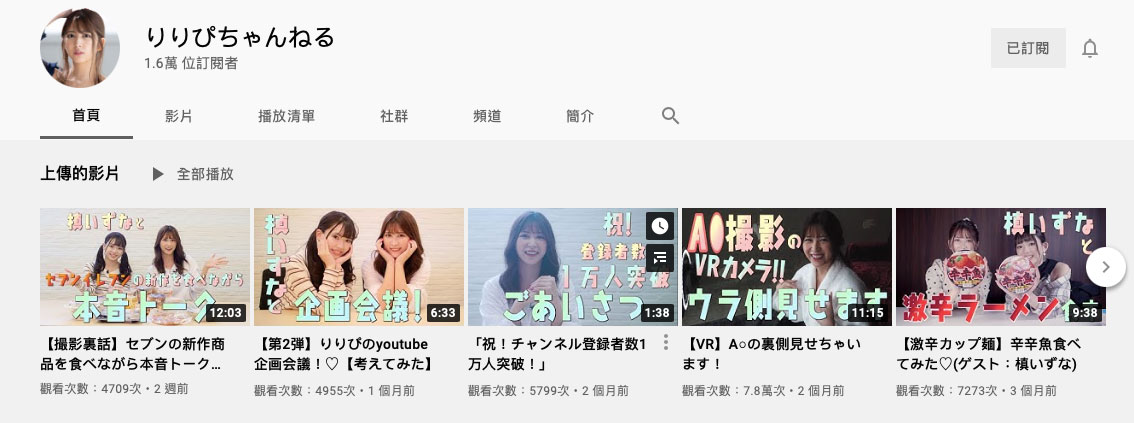 りりぴちゃんねる
1.6萬 位訂閱者
已訂閱
首頁
影片
播放清單
社群
頻道
簡介
上傳的影片
全部播放
槙いずなと
セブンイレブンの新作を食べながら
本音トーク
12:03
槙いずなと
企画会議!
6:33
祝!
登録者数
1万人突破
ごあいさつ
1:38
AO撮影の
VRカメラ!!
ウラ側見せます
11:15
槙いずなと
激辛ラーメン
9:38
【撮影裏話】セブンの新作商
品を食べながら本音トーク…
觀看次數：4709次・2 週前
【第2弾】りりぴのyoutube
企画会議！♡【考えてみた】
觀看次數：4955次・1 個月前
「祝！チャンネル登録者数1
万人突破！」
觀看次數：5799次・2 個月前
【VR】A○の裏側見せちゃい
ます！
觀看次數：7.8萬次・2 個月前
【激辛カップ麺】辛辛魚食べ
てみた♡(ゲスト：槙いずな)
觀看次數：7273次・3 個月前